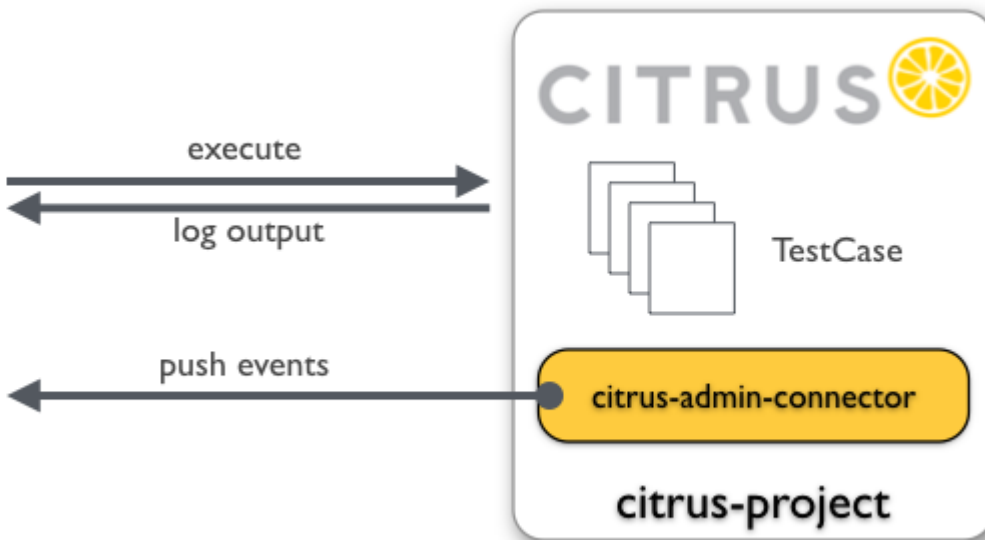 CITRUS
execute
log output
TestCase
push events
citrus-admin-connector
citrus-project